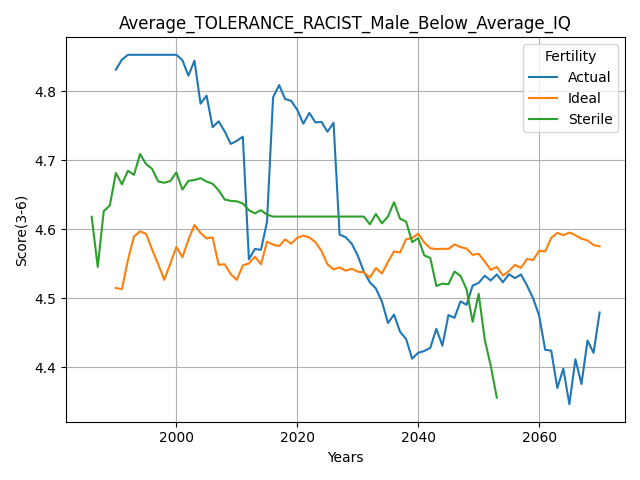 Average_TOLERANCE_RACIST_Male_Below_Average_IQ
Fertility
Actual
Ideal
Sterile
Score(3-6)
4.8
4.7
4.6
4.5
4.4
2000
2020
2040
2060
Years